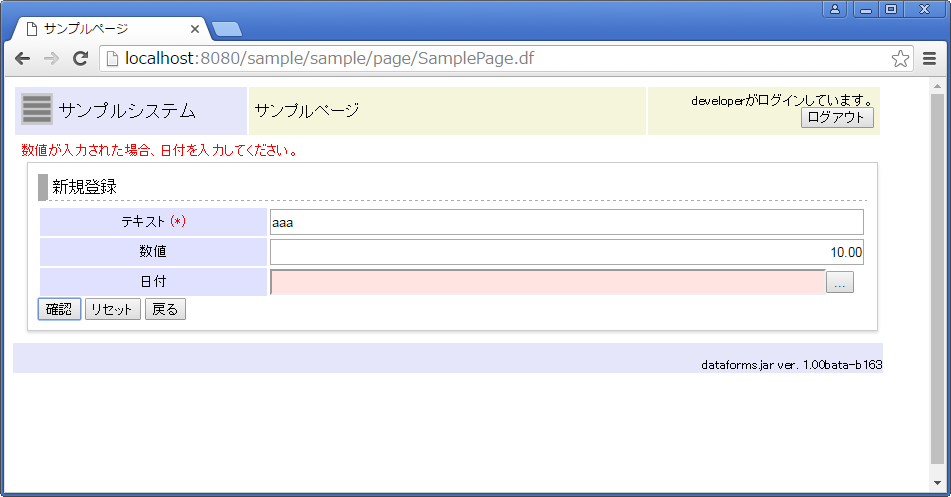 サンプルページ
localhost:8080/sample/sample/page/SamplePage.df
サンプルシステム
サンプルページ
developerがログインしています。
ログアウト
数値が入力された場合、日付を入力してください。
新規登録
テキスト (*)
aaa
数値
10.00
日付
...
確認 リセット 戻る
dataforms.jar ver. 1.00bata-b163